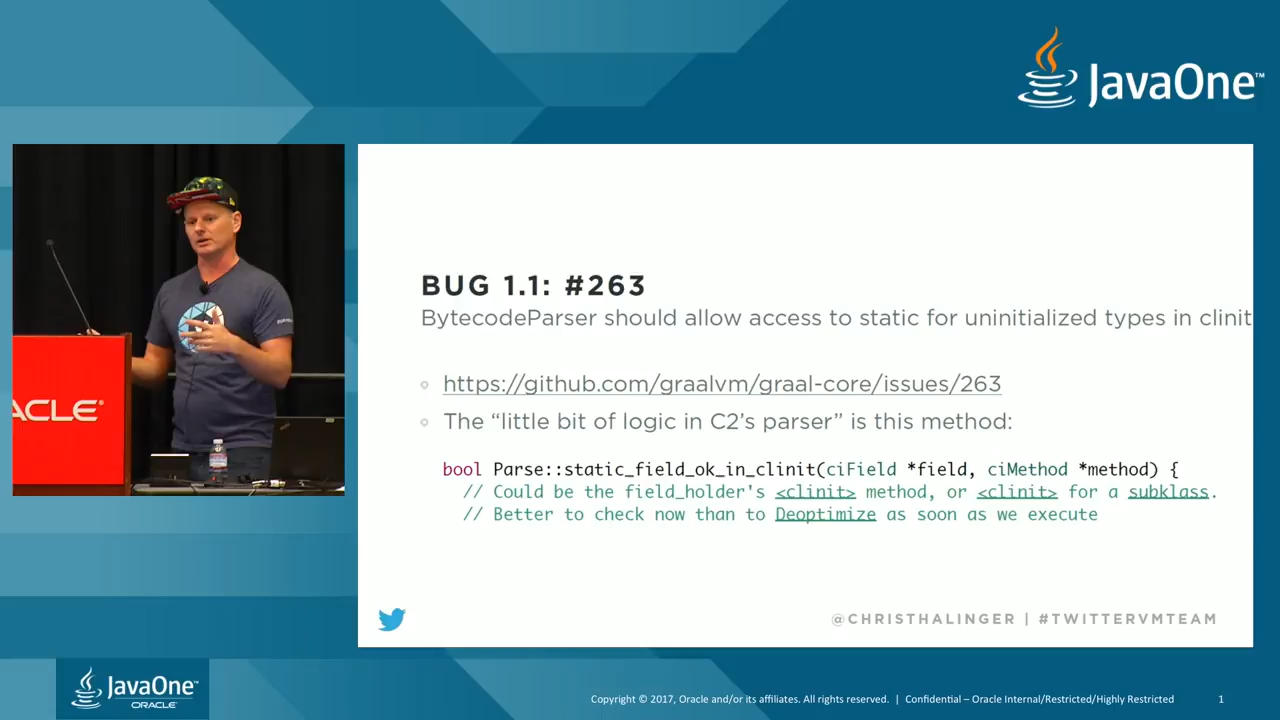 JavaOne™
BUG 1.1: #263
BytecodeParser should allow access to static for uninitialized types in clinit
https://github.com/graalvm/graal-core/issues/263
The “little bit of logic in C2’s parser” is this method:
bool Parse::static_field_ok_in_clinit(ciField *field, ciMethod *method) {
// Could be the field_holder's <clinit> method, or <clinit> for a subklass.
// Better to check now than to Deoptimize as soon as we execute
@CHRISTHALINGER | #TWITTERVMTEAM
ACLE®
JavaOne™
ORACLE®
Copyright © 2017, Oracle and/or its affiliates. All rights reserved. | Confidential – Oracle Internal/Restricted/Highly Restricted 1